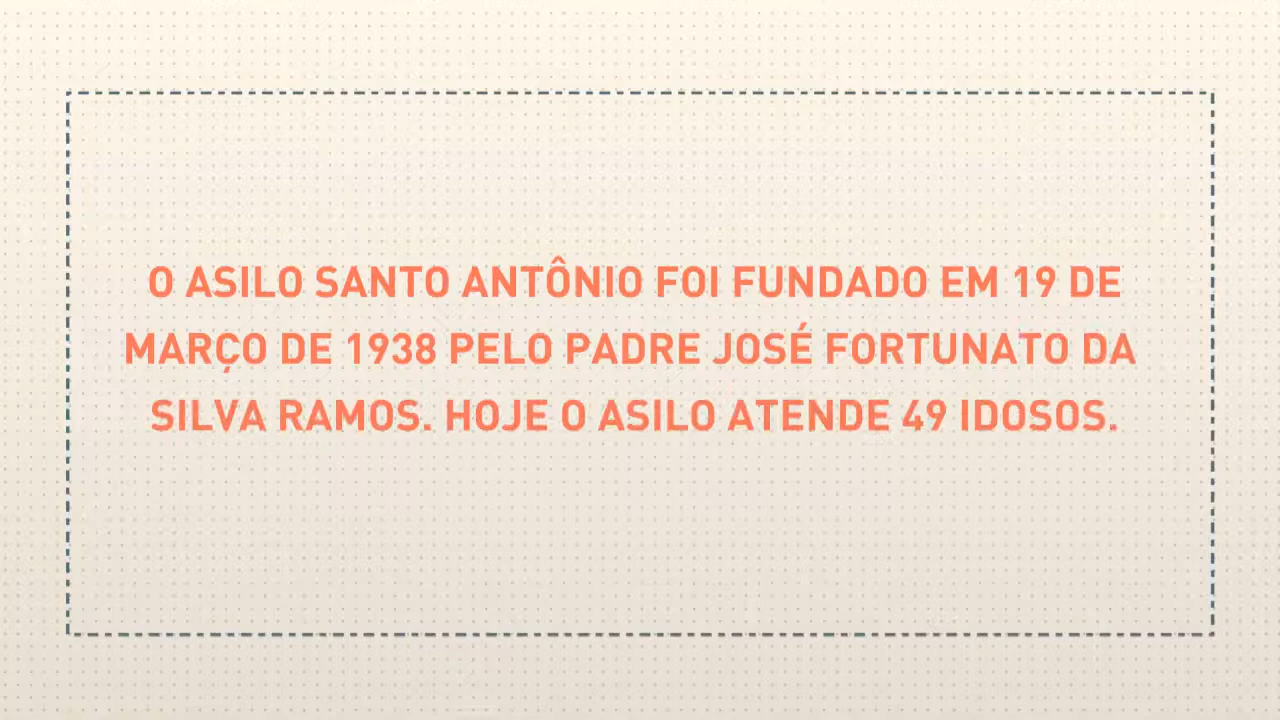 O ASILO SANTO ANTÔNIO FOI FUNDADO EM 19 DE
MARÇO DE 1938 PELO PADRE JOSÉ FORTUNATO DA
SILVA RAMOS. HOJE O ASILO ATENDE 49 IDOSOS.